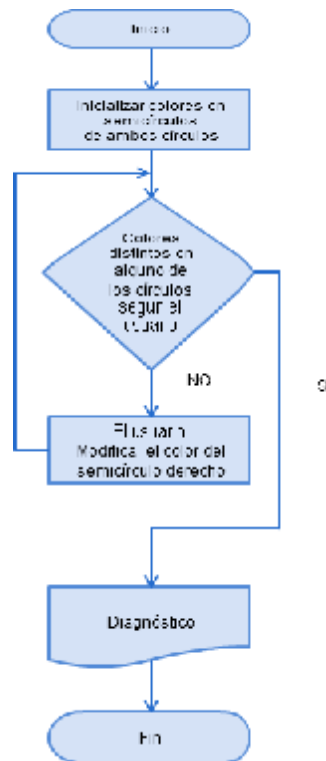 Inicio
Inicializar colores en
semicírculos
de ambos círculos
Colores
distintos en
alguno de
los círculos
segun el
usuario
NO
S
El usuario
Modifica el color del
semicírculo derecho
Diagnóstico
Fin